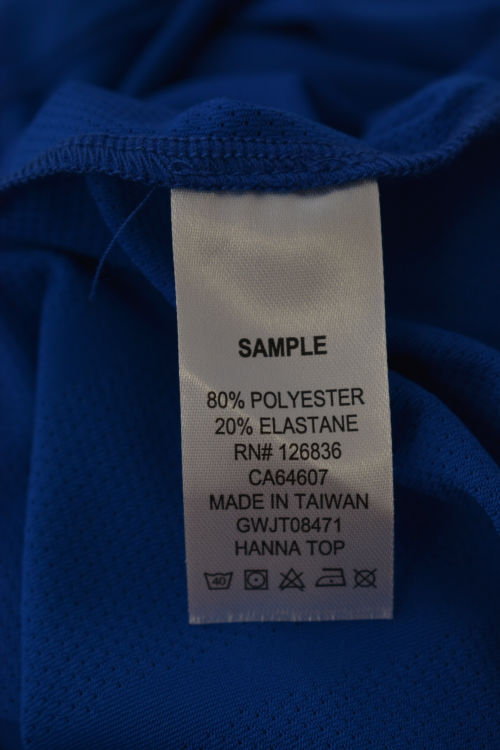 SAMPLE
80% POLYESTER
20% ELASTANE
RN# 126836
CA64607
MADE IN TAIWAN
GWJT08471
HANNA TOP
40